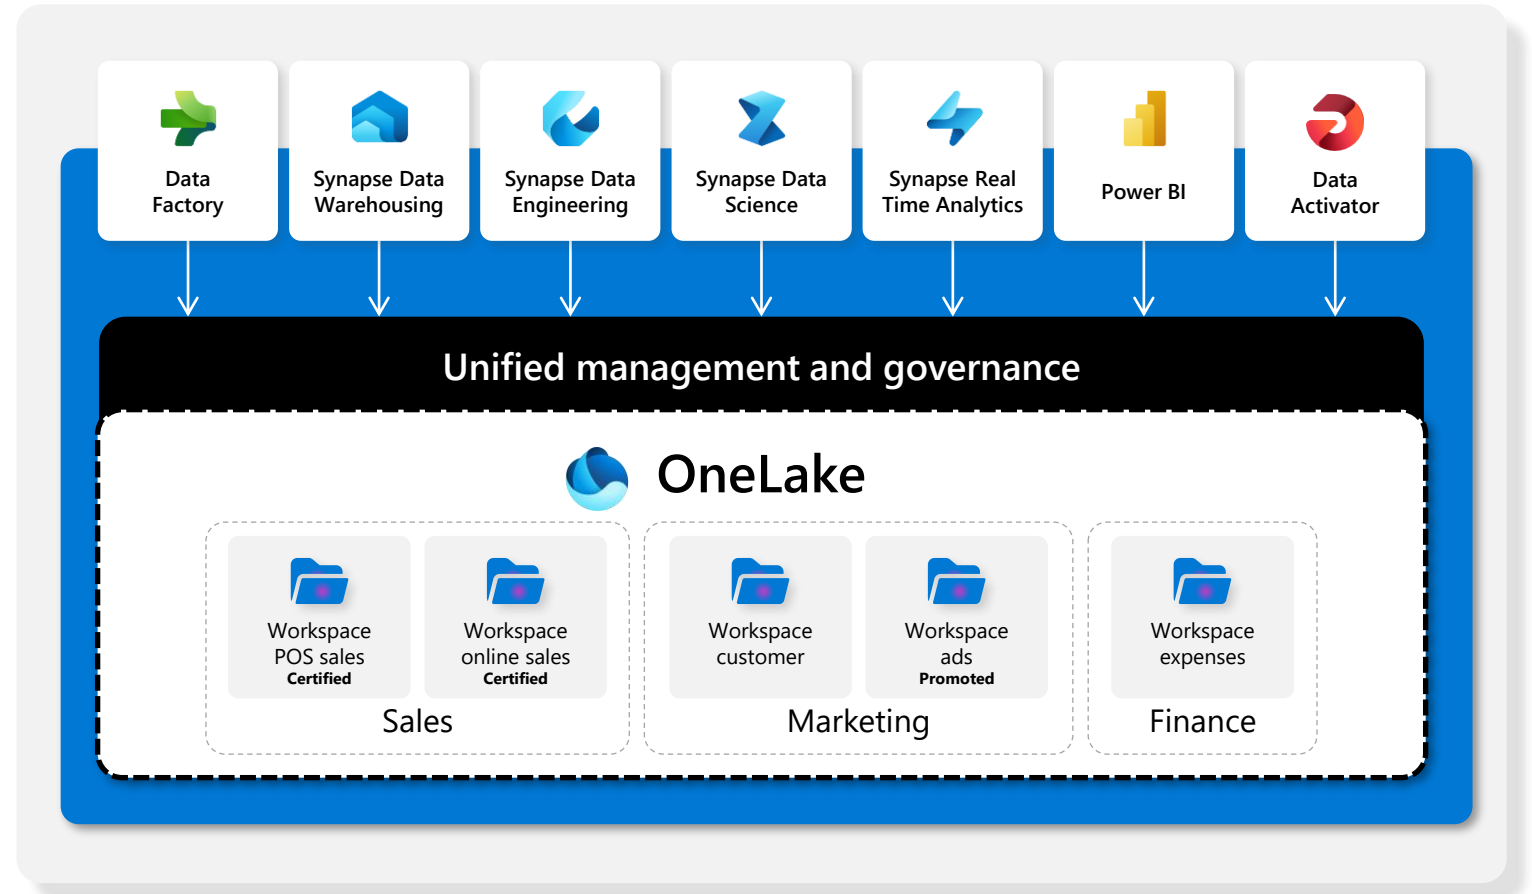 Data
Factory
Synapse Data
Warehousing
Synapse Data
Engineering
Synapse Data
Science
Synapse Real
Time Analytics
Power BI
Data
Activator
Unified management and governance
OneLake
Workspace
POS sales
Certified
Workspace
online sales
Certified
Sales
Workspace
customer
Workspace
ads
Promoted
Marketing
Workspace
expenses
Finance